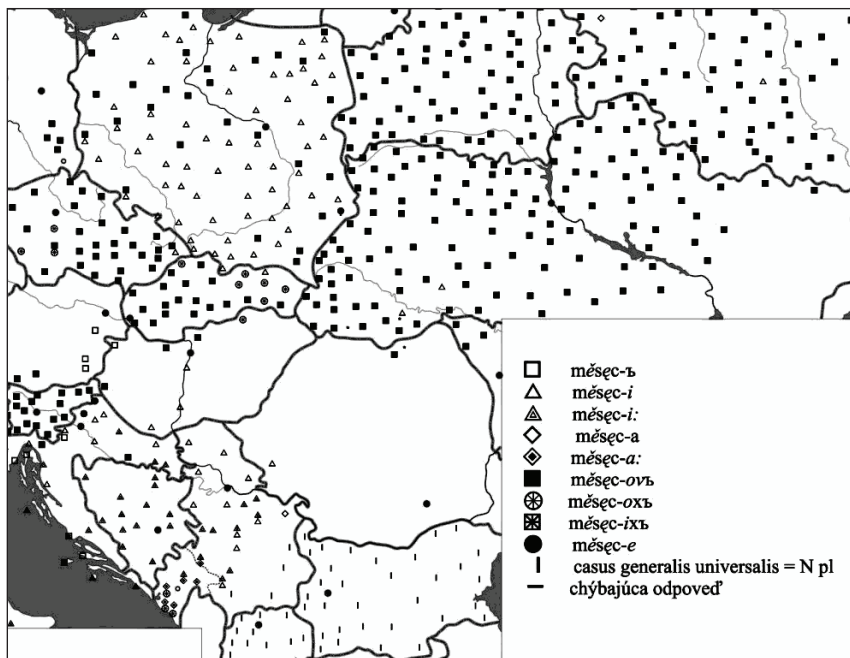 měsęc-ъ
měsęc-i
měsęc-i:
měsęc-a
měsęc-a:
měsęc-ovъ
měsęc-oxъ
měsęc-ixъ
měsęc-e
casus generalis universalis = N pl
chýbajúca odpoveď